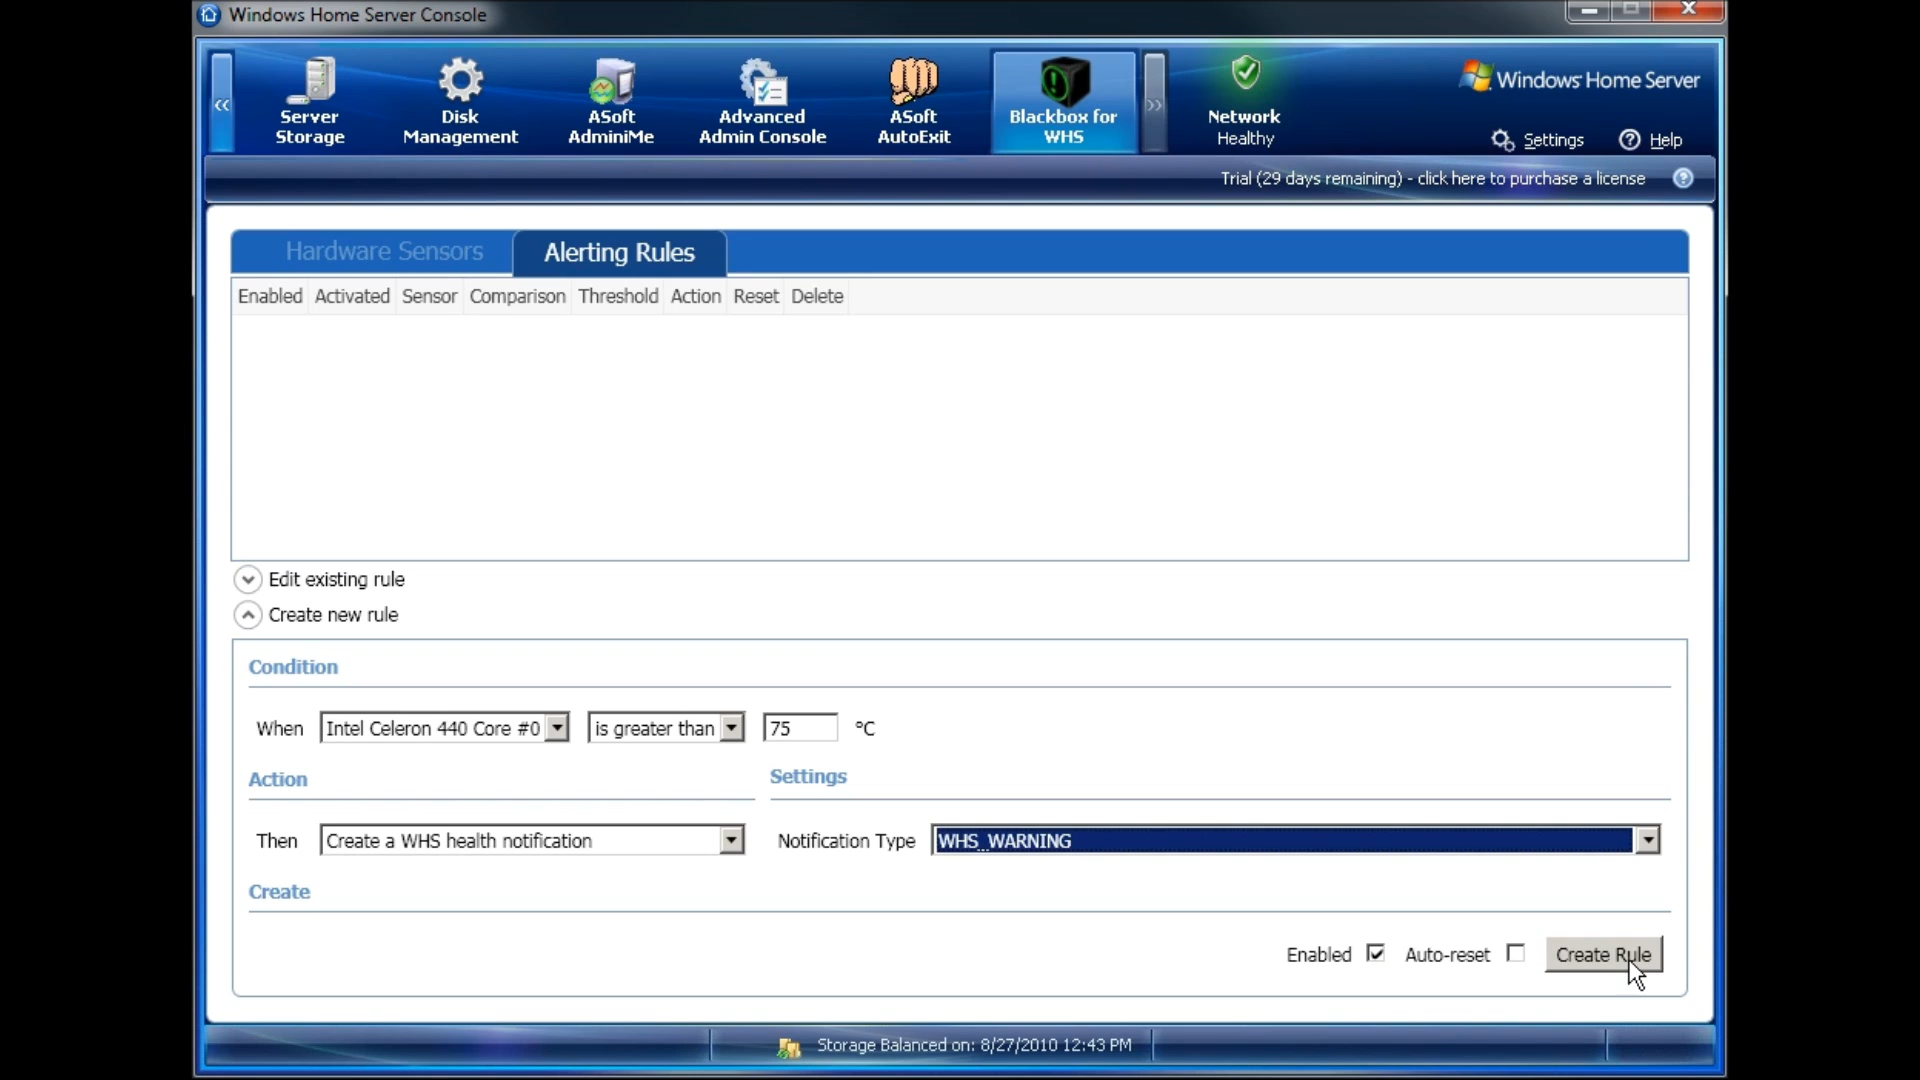 Windows Home Server Console
Server Storage
Disk Management
ASoft AdminiMe
Advanced Admin Console
ASoft AutoExit
Blackbox for WHS
Network
Healthy
Windows Home Server
Settings
Help
Trial (29 days remaining) - click here to purchase a license
Hardware Sensors
Alerting Rules
Enabled Activated Sensor Comparison Threshold Action Reset Delete
Edit existing rule
Create new rule
Condition
When Intel Celeron 440 Core #0 is greater than 75 °C
Action
Settings
Then Create a WHS health notification
Notification Type WHS_WARNING
Create
Enabled Auto-reset Create Rule
Storage Balanced on: 8/27/2010 12:43 PM